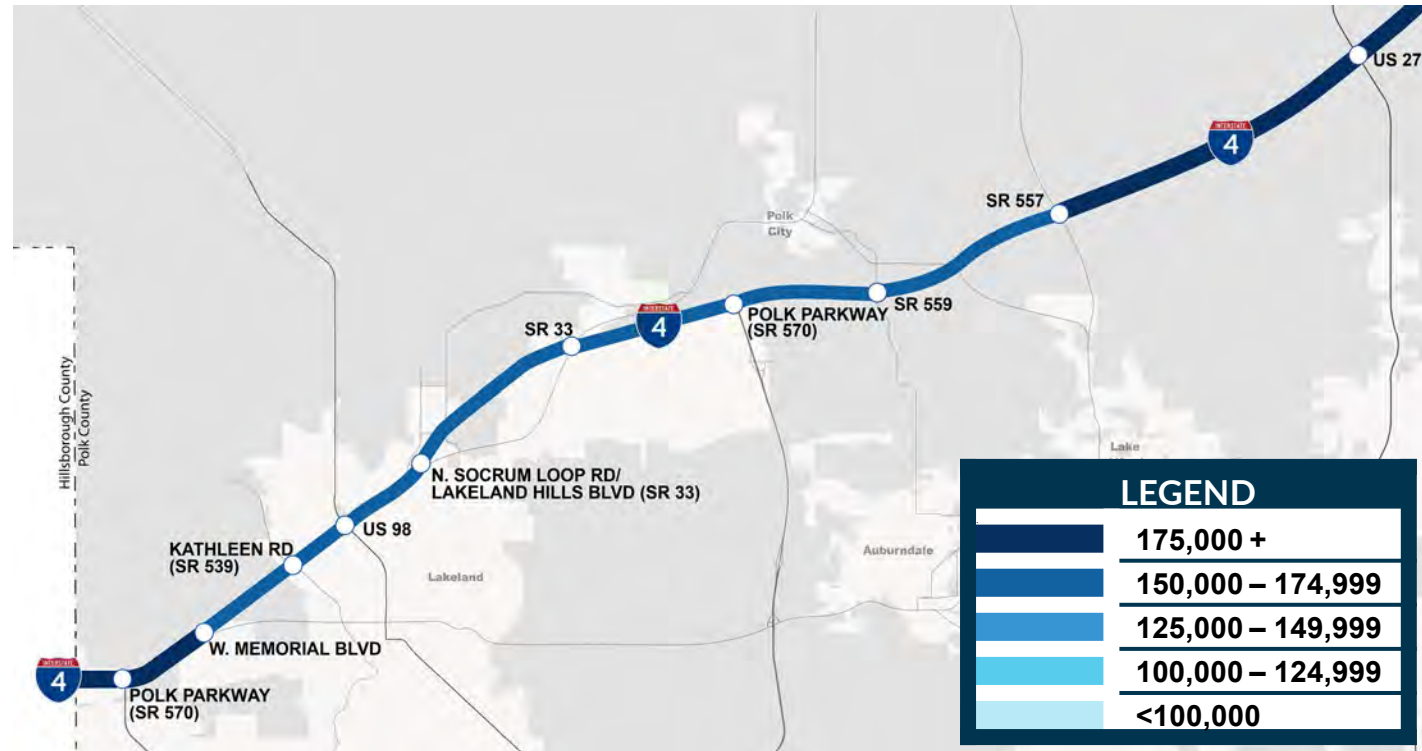 US 27
INTERSTATE
4
SR 557
Polk
City
SR 559
POLK PARKWAY
(SR 570)
INTERSTATE
4
SR 33
Hillsborough County
Polk County
N. SOCRUM LOOP RD/
LAKELAND HILLS BLVD (SR 33)
US 98
KATHLEEN RD
(SR 539)
Lakeland
Auburndale
Lake
W. MEMORIAL BLVD
INTERSTATE
4
POLK PARKWAY
(SR 570)
LEGEND
175,000 +
150,000 – 174,999
125,000 – 149,999
100,000 – 124,999
<100,000